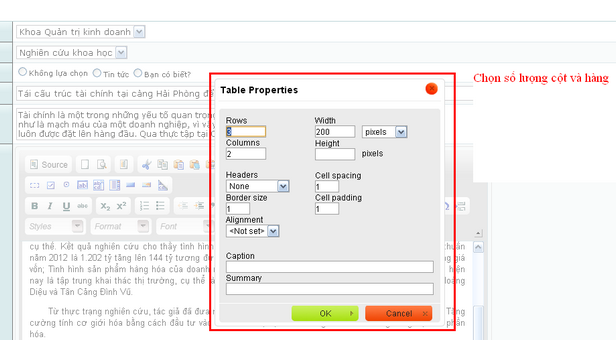 Khoa Quản trị kinh doanh
Nghiên cứu khoa học
Không lựa chọn Tin tức Bạn có biết?
Chọn số lượng cột và hàng
Tái cấu trúc tài chính tại cảng Hải Phòng
Tài chính là một trong những yếu tố quan
như là mạch máu của một doanh nghiệp, vì
luôn được đặt lên hàng đầu. Qua thực tập tại
Table Properties
Rows
3
Width
200 pixels
Columns
2
Height
pixels
Headers
None
Cell spacing
1
Border size
1
Cell padding
1
Alignment
<Not set>
Caption
Summary
OK
Cancel
Source
B I U abc X2 X2
Styles Format Font
cụ thể. Kết quả nghiên cứu cho thấy tình hình
năm 2012 là 1.202 tỷ tăng lên 144 tỷ tương
vốn; Tình hình sản phẩm hàng hóa của doanh
hiện
nay là tập trung khai thác thị trường, cụ thể
Diệu và Tân Cảng Đình Vũ.
Từ thực trạng nghiên cứu, tác giả đã đưa
Tăng
cường tính cơ giới hóa bằng cách đầu tư
phần
hóa.